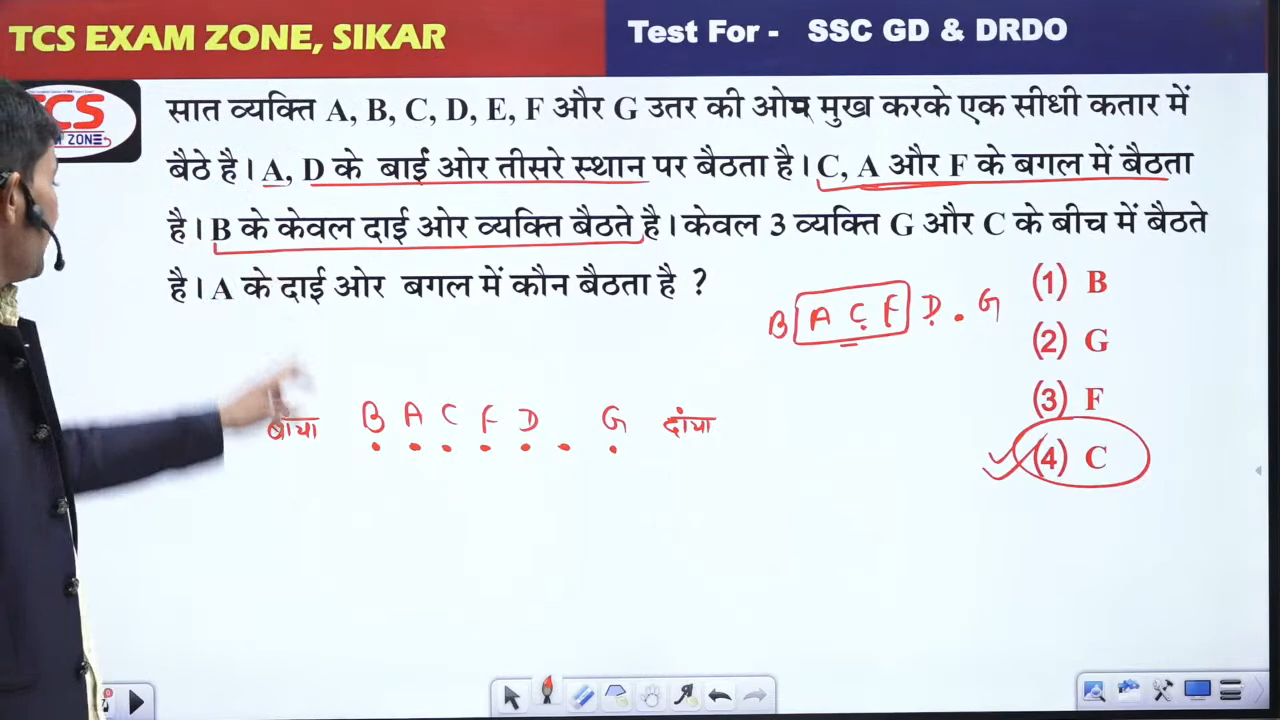 TCS EXAM ZONE, SIKAR
Test For - SSC GD & DRDO
सात व्यक्ति A, B, C, D, E, F और G उतर की ओर मुख करके एक सीधी कतार में
बैठे है। A, D के बाईं ओर तीसरे स्थान पर बैठता है। C, A और F के बगल में बैठता
है। B के केवल दाई ओर व्यक्ति बैठते है। केवल 3 व्यक्ति G और C के बीच में बैठते
है। A के दाई ओर बगल में कौन बैठता है ?
(1) B
B A C F D . G
(2) G
(3) F
(4) C
बांया B A C F D G दांया